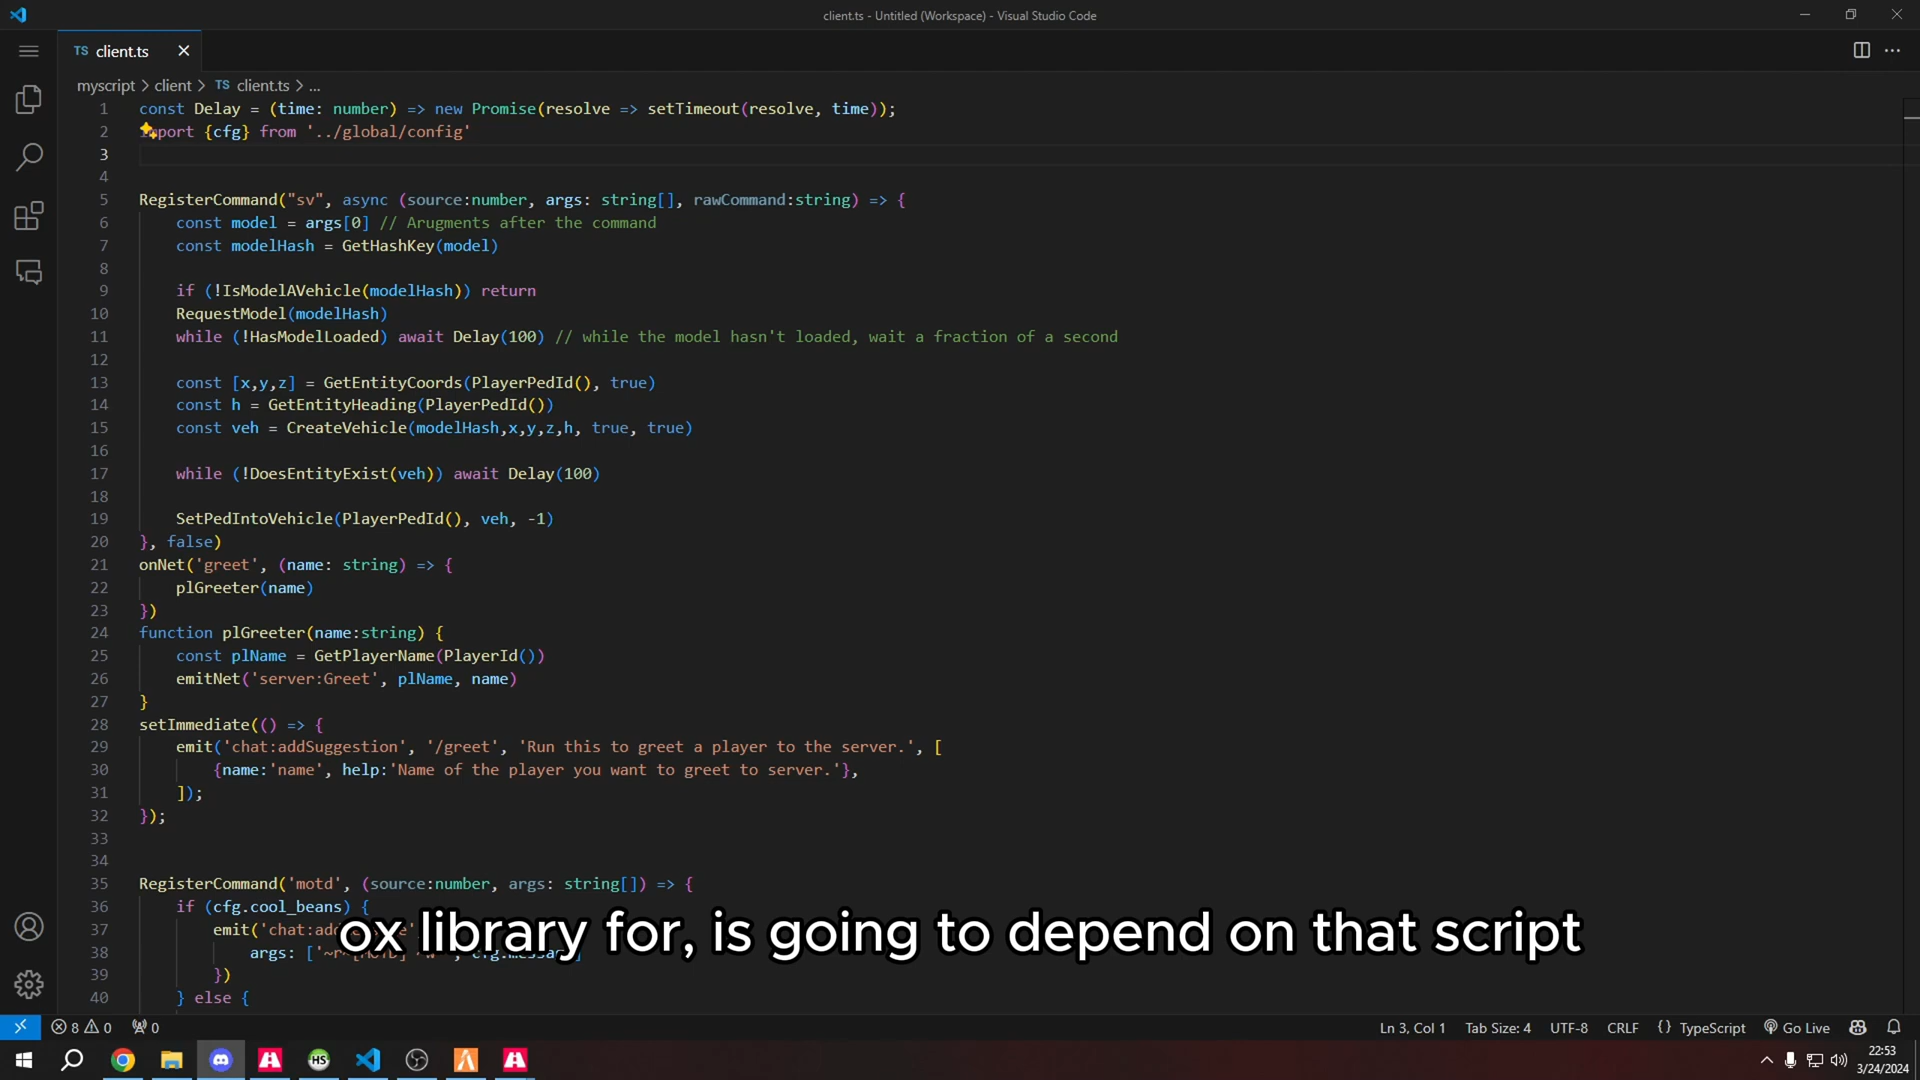 client.ts - Untitled (Workspace) - Visual Studio Code
TS client.ts
myscript > client > TS client.ts > ...
1 const Delay = (time: number) => new Promise(resolve => setTimeout(resolve, time));
2 import {cfg} from '../global/config'
3
4
5 RegisterCommand("sv", async (source:number, args: string[], rawCommand:string) => {
6 const model = args[0] // Arugments after the command
7 const modelHash = GetHashKey(model)
8
9 if (!IsModelAVehicle(modelHash)) return
10 RequestModel(modelHash)
11 while (!HasModelLoaded) await Delay(100) // while the model hasn't loaded, wait a fraction of a second
12
13 const [x,y,z] = GetEntityCoords(PlayerPedId(), true)
14 const h = GetEntityHeading(PlayerPedId())
15 const veh = CreateVehicle(modelHash,x,y,z,h, true, true)
16
17 while (!DoesEntityExist(veh)) await Delay(100)
18
19 SetPedIntoVehicle(PlayerPedId(), veh, -1)
20 }, false)
21 onNet('greet', (name: string) => {
22 plGreeter(name)
23 })
24 function plGreeter(name:string) {
25 const plName = GetPlayerName(PlayerId())
26 emitNet('server:Greet', plName, name)
27 }
28 setImmediate(() => {
29 emit('chat:addSuggestion', '/greet', 'Run this to greet a player to the server.', [
30 {name:'name', help:'Name of the player you want to greet to server.'},
31 ]);
32 });
33
34
35 RegisterCommand('motd', (source:number, args: string[]) => {
36 if (cfg.cool_beans) {
37 emit('chat:
38 args: [
39 })
40 } else {
ox library for, is going to depend on that script
8 0 0 Ln 3, Col 1 Tab Size: 4 UTF-8 CRLF {} TypeScript Go Live
HS
22:53
3/24/2024